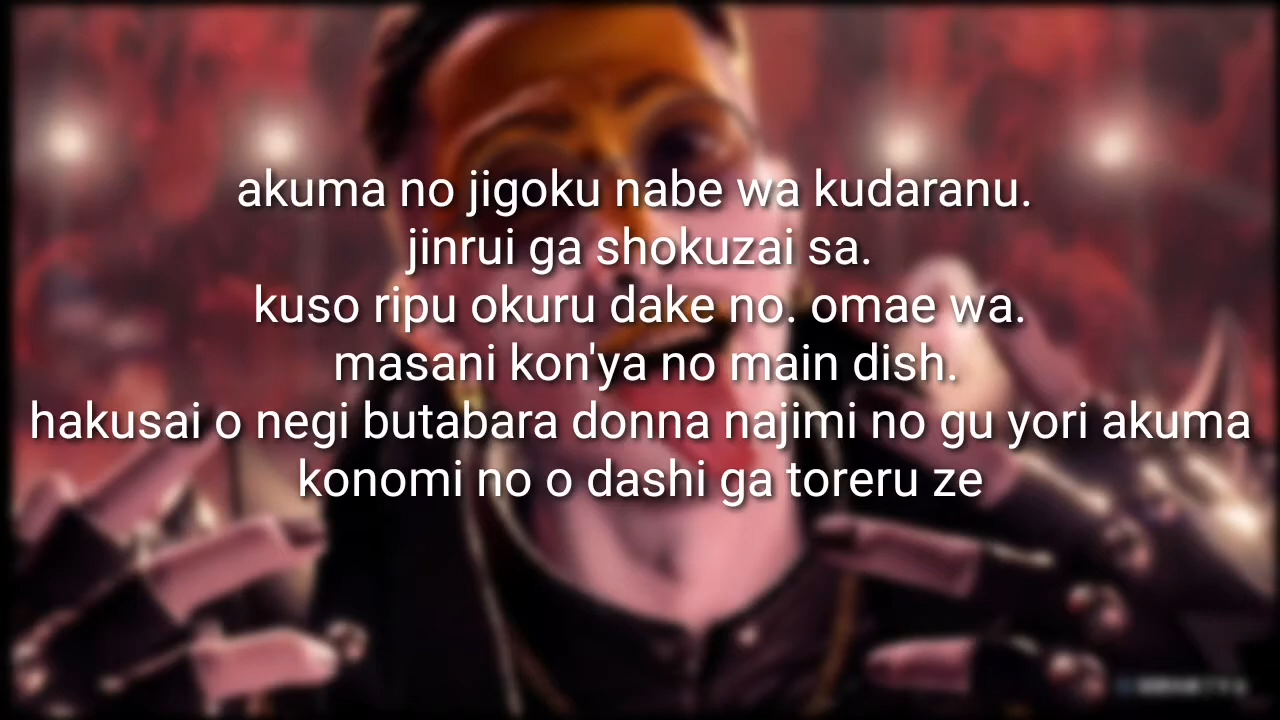 akuma no jigoku nabe wa kudaranu.
jinrui ga shokuzai sa.
kuso ripu okuru dake no. omae wa.
masani kon'ya no main dish.
hakusai o negi butabara donna najimi no gu yori akuma
konomi no o dashi ga toreru ze